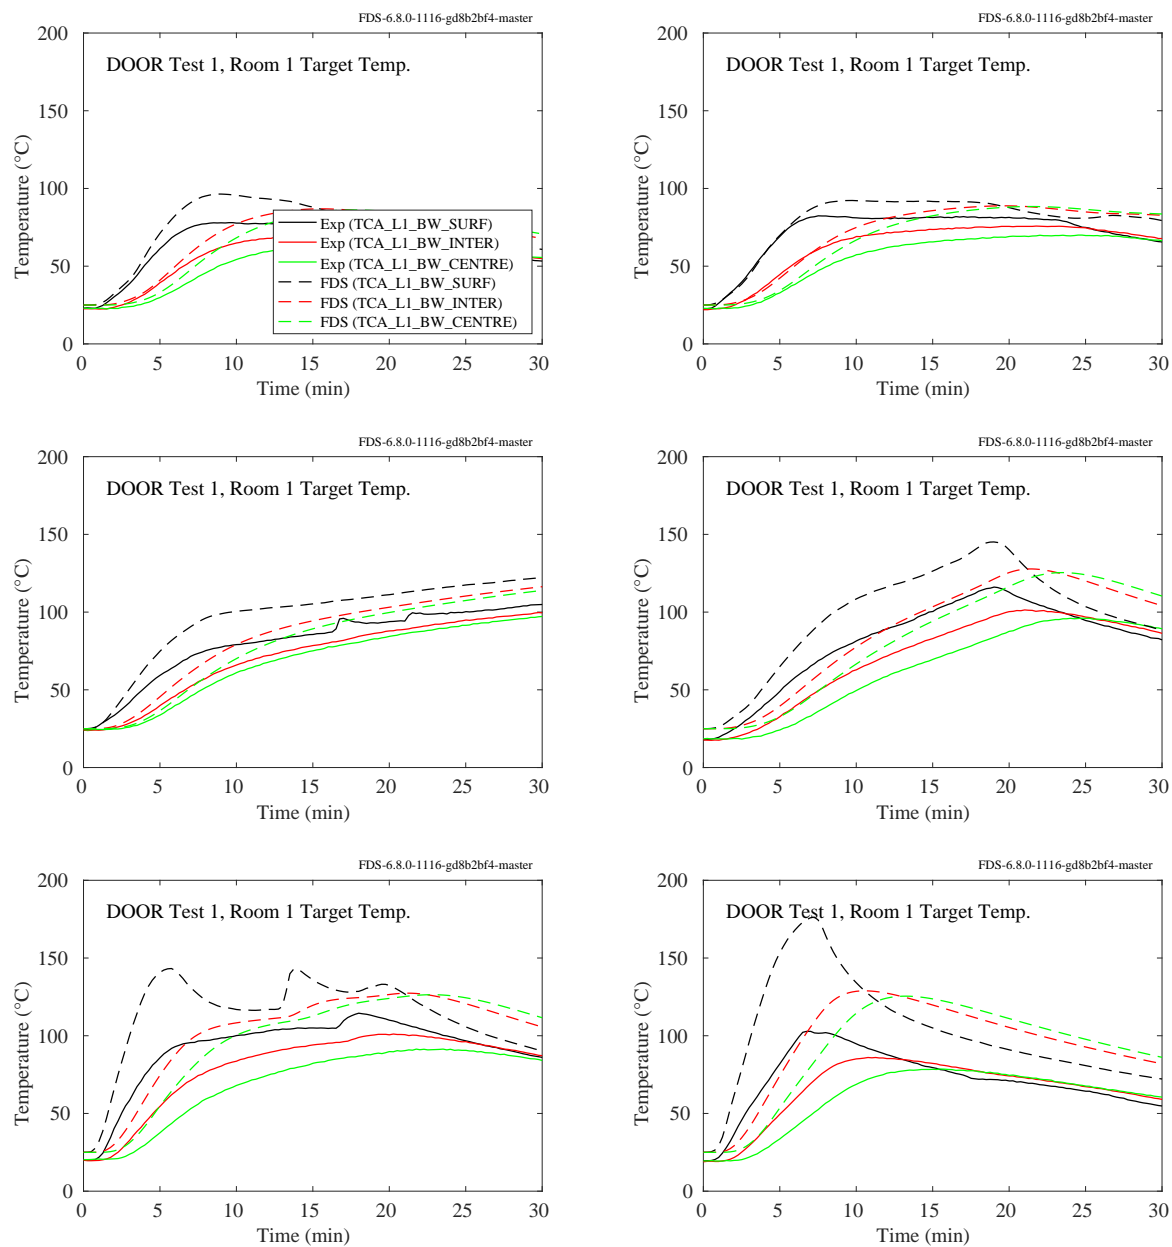 FDS-6.8.0-1116-gd8b2bf4-master
DOOR Test 1, Room 1 Target Temp.
Temperature (°C)
200
150
100
50
0
Exp (TCA_L1_BW_SURF)
Exp (TCA_L1_BW_INTER)
Exp (TCA_L1_BW_CENTRE)
FDS (TCA_L1_BW_SURF)
FDS (TCA_L1_BW_INTER)
FDS (TCA_L1_BW_CENTRE)
0 5 10 15 20 25 30
Time (min)
FDS-6.8.0-1116-gd8b2bf4-master
DOOR Test 1, Room 1 Target Temp.
Temperature (°C)
200
150
100
50
0
0 5 10 15 20 25 30
Time (min)
FDS-6.8.0-1116-gd8b2bf4-master
DOOR Test 1, Room 1 Target Temp.
Temperature (°C)
200
150
100
50
0
0 5 10 15 20 25 30
Time (min)
FDS-6.8.0-1116-gd8b2bf4-master
DOOR Test 1, Room 1 Target Temp.
Temperature (°C)
200
150
100
50
0
0 5 10 15 20 25 30
Time (min)
FDS-6.8.0-1116-gd8b2bf4-master
DOOR Test 1, Room 1 Target Temp.
Temperature (°C)
200
150
100
50
0
0 5 10 15 20 25 30
Time (min)
FDS-6.8.0-1116-gd8b2bf4-master
DOOR Test 1, Room 1 Target Temp.
Temperature (°C)
200
150
100
50
0
0 5 10 15 20 25 30
Time (min)